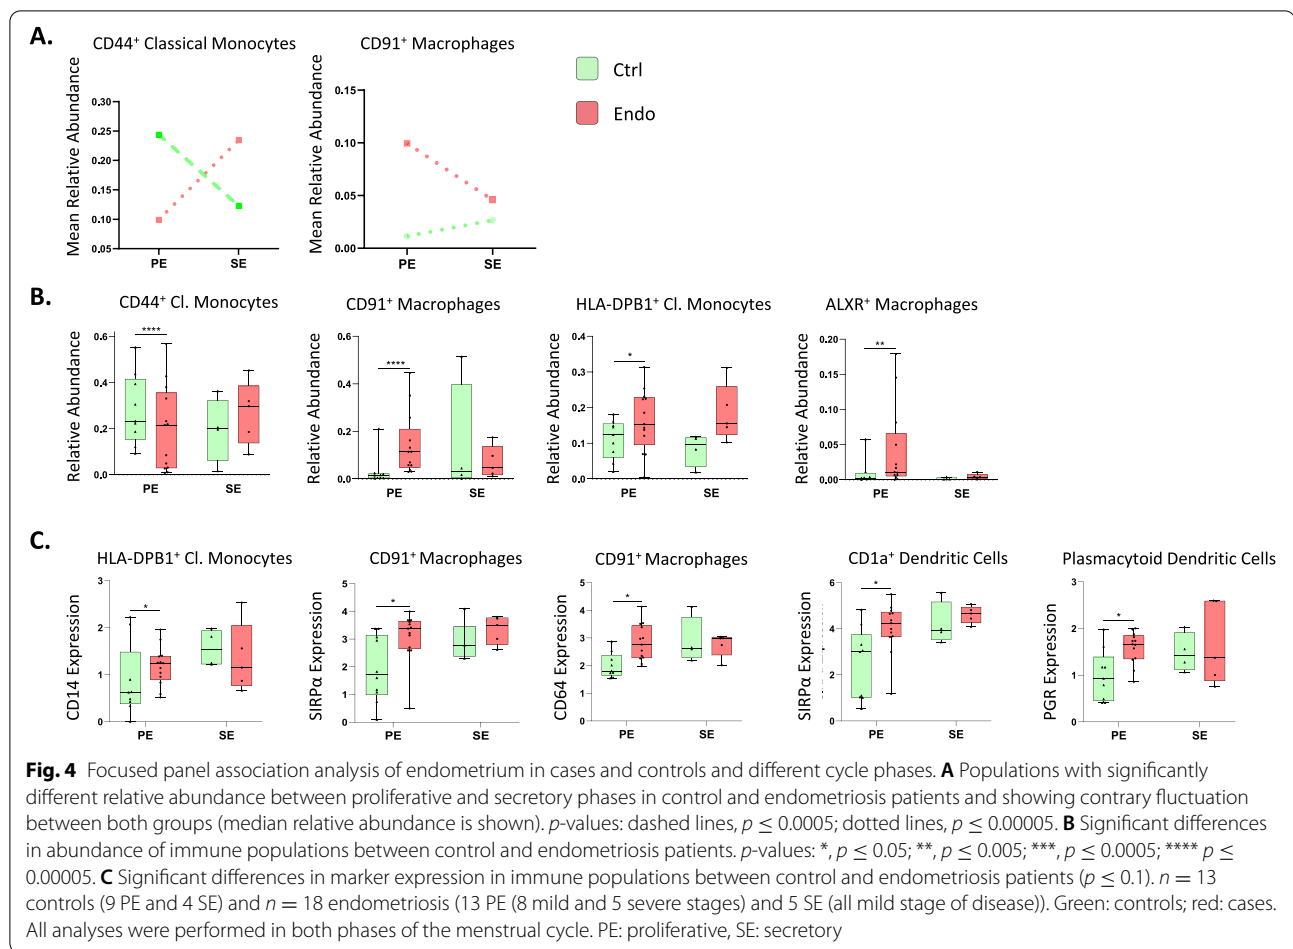 A.
CD44+ Classical Monocytes
CD91+ Macrophages
Ctrl
Endo
Mean Relative Abundance
0.30
0.25
0.20
0.15
0.10
0.05
PE
SE
Mean Relative Abundance
0.15
0.10
0.05
0.00
PE
SE
B.
CD44+ Cl. Monocytes
Relative Abundance
0.6
0.4
0.2
0.0
****
PE
SE
CD91+ Macrophages
Relative Abundance
0.6
0.4
0.2
0.0
****
PE
SE
HLA-DPB1+ Cl. Monocytes
Relative Abundance
0.4
0.3
0.2
0.1
0.0
*
PE
SE
ALXR+ Macrophages
Relative Abundance
0.20
0.15
0.10
0.05
0.00
**
PE
SE
C.
HLA-DPB1+ Cl. Monocytes
CD14 Expression
3
2
1
0
*
PE
SE
CD91+ Macrophages
SIRPα Expression
5
4
3
2
1
0
*
PE
SE
CD91+ Macrophages
CD64 Expression
5
4
3
2
1
0
*
PE
SE
CD1a+ Dendritic Cells
SIRPα Expression
6
4
2
0
*
PE
SE
Plasmacytoid Dendritic Cells
PGR Expression
3
2
1
0
*
PE
SE
Fig. 4 Focused panel association analysis of endometrium in cases and controls and different cycle phases. A Populations with significantly
different relative abundance between proliferative and secretory phases in control and endometriosis patients and showing contrary fluctuation
between both groups (median relative abundance is shown). p-values: dashed lines, p ≤ 0.0005; dotted lines, p ≤ 0.00005. B Significant differences
in abundance of immune populations between control and endometriosis patients. p-values: *, p ≤ 0.05; **, p ≤ 0.005; ***, p ≤ 0.0005; **** p ≤
0.00005. C Significant differences in marker expression in immune populations between control and endometriosis patients (p ≤ 0.1). n = 13
controls (9 PE and 4 SE) and n = 18 endometriosis (13 PE (8 mild and 5 severe stages) and 5 SE (all mild stage of disease)). Green: controls; red: cases.
All analyses were performed in both phases of the menstrual cycle. PE: proliferative, SE: secretory